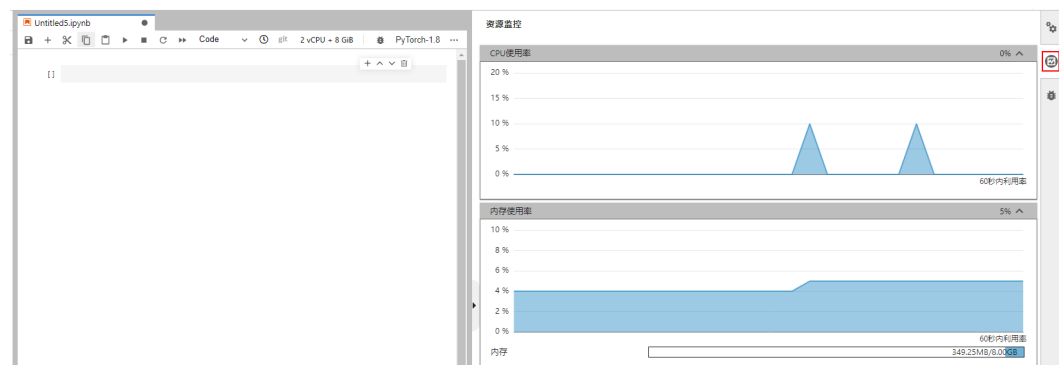 Untitled5.ipynb
Code git 2 vCPU + 8 GiB PyTorch-1.8 ...
[ ]
资源监控
CPU使用率 0%
20 %
15 %
10 %
5 %
0 %
60秒内利用率
内存使用率 5%
10 %
8 %
6 %
4 %
2 %
0 %
60秒内利用率
内存 349.25MB/8.00GB